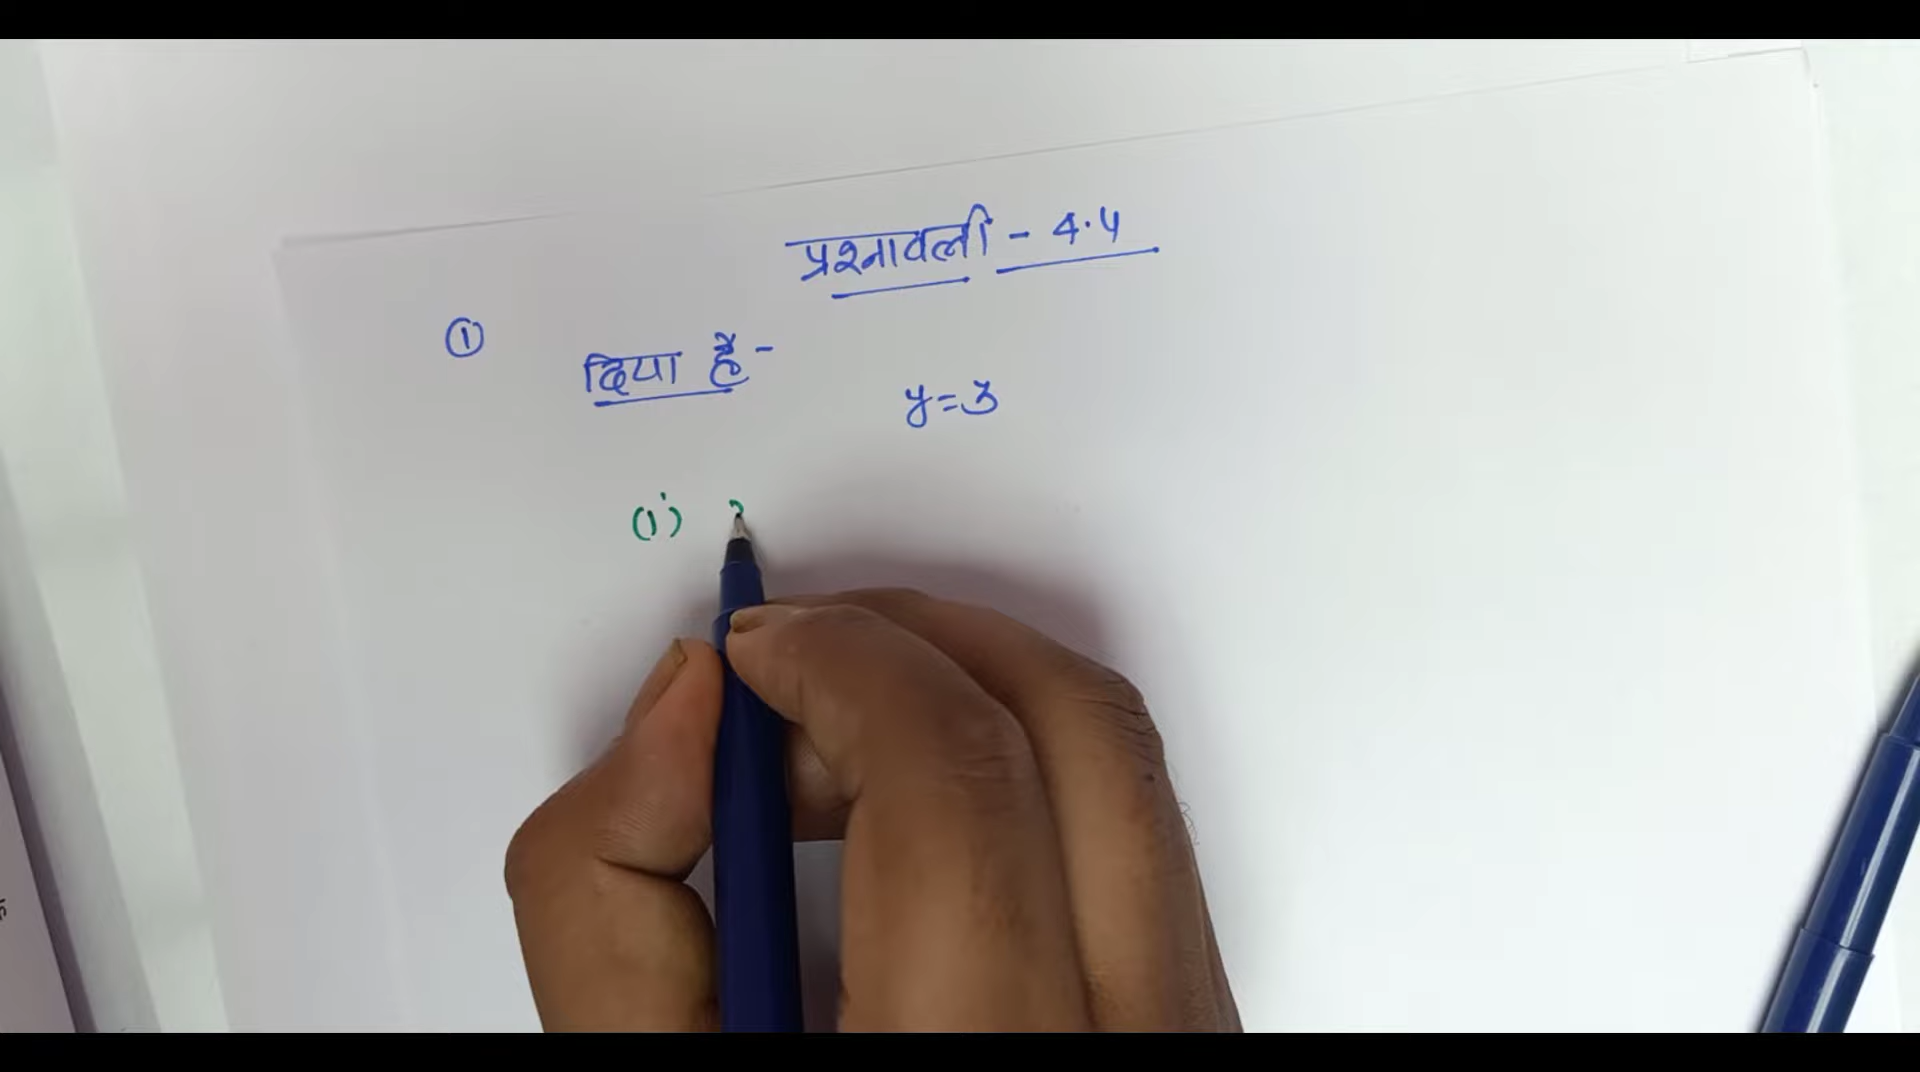 प्रश्नावली - 4.4
①
दिया है -
y = 3
(i)